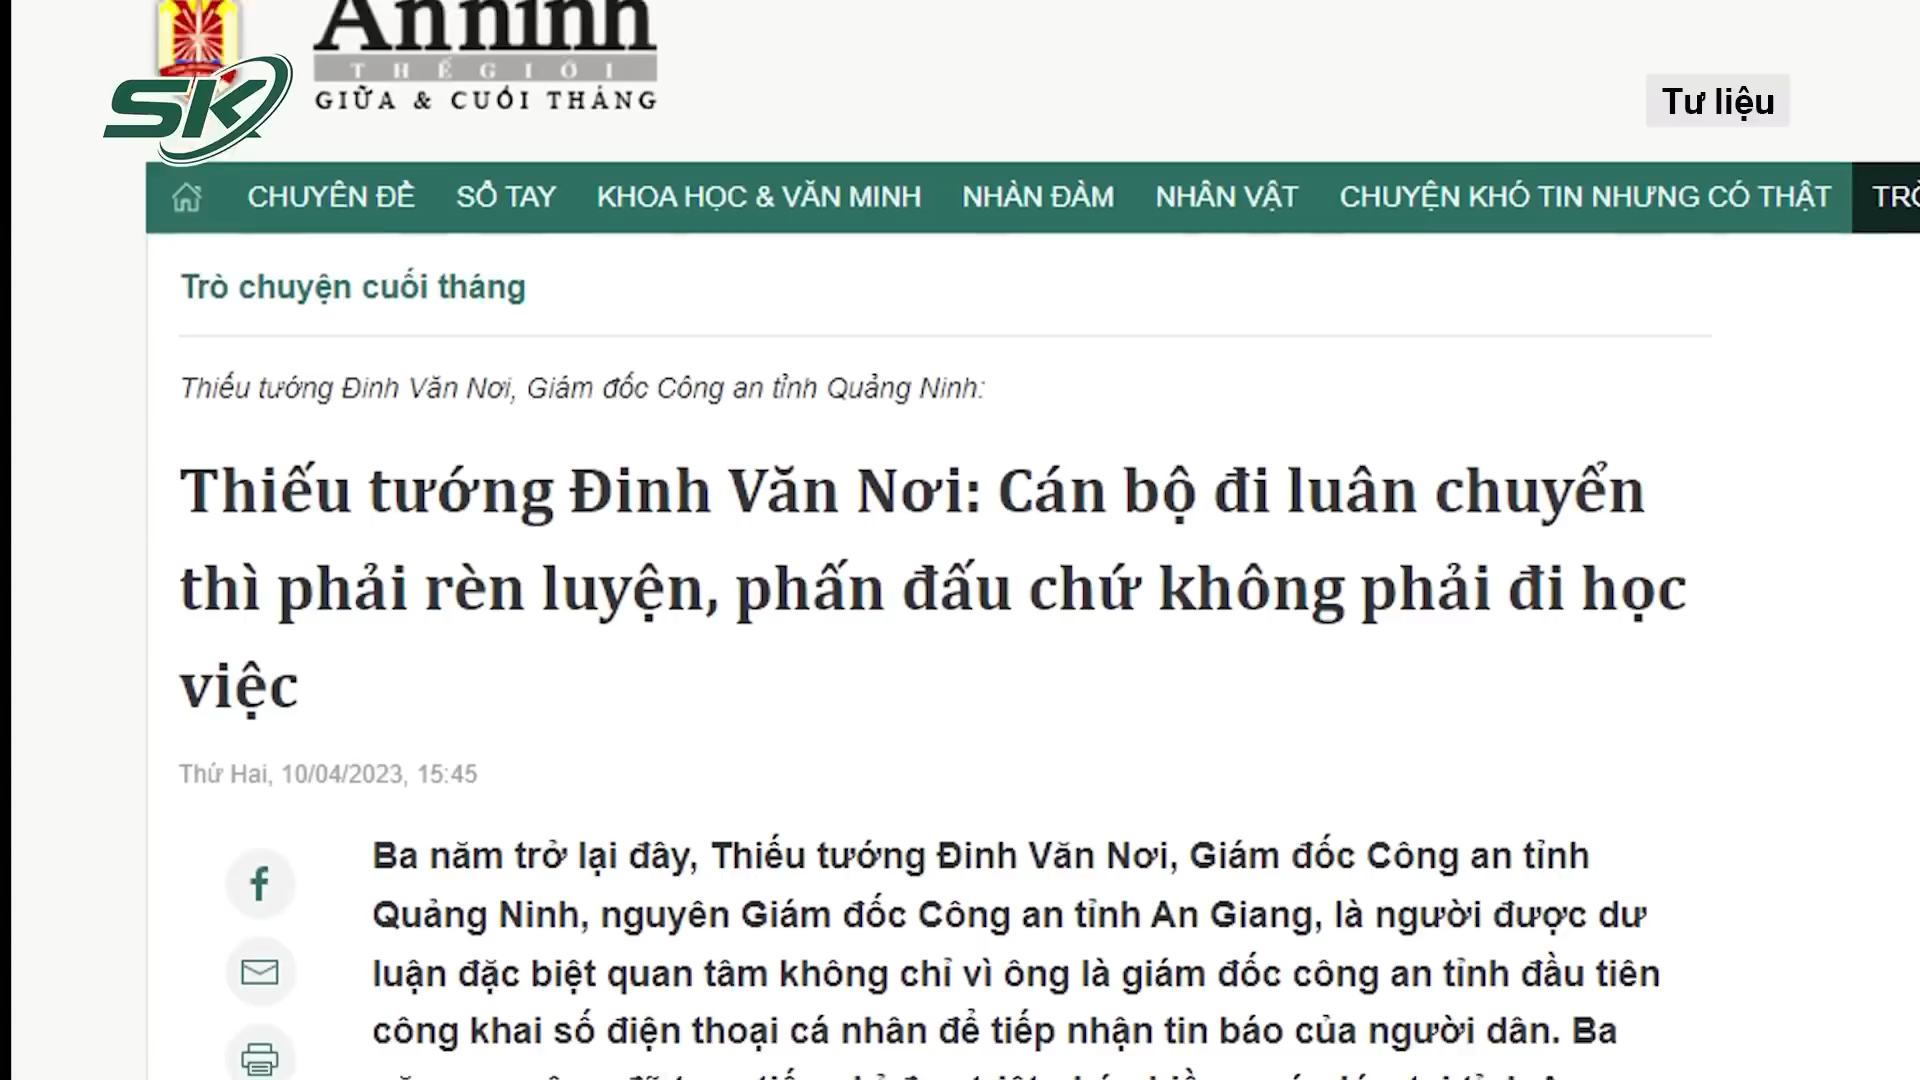 An ninh
THẾ GIỚI
GIỮA & CUỐI THÁNG
SK
Tư liệu
CHUYÊN ĐỀ SỔ TAY KHOA HỌC & VĂN MINH NHÀN ĐÀM NHÂN VẬT CHUYỆN KHÓ TIN NHƯNG CÓ THẬT TRÒ
Trò chuyện cuối tháng
Thiếu tướng Đinh Văn Nơi, Giám đốc Công an tỉnh Quảng Ninh:
Thiếu tướng Đinh Văn Nơi: Cán bộ đi luân chuyển
thì phải rèn luyện, phấn đấu chứ không phải đi học
việc
Thứ Hai, 10/04/2023, 15:45
Ba năm trở lại đây, Thiếu tướng Đinh Văn Nơi, Giám đốc Công an tỉnh
Quảng Ninh, nguyên Giám đốc Công an tỉnh An Giang, là người được dư
luận đặc biệt quan tâm không chỉ vì ông là giám đốc công an tỉnh đầu tiên
công khai số điện thoại cá nhân để tiếp nhận tin báo của người dân. Ba